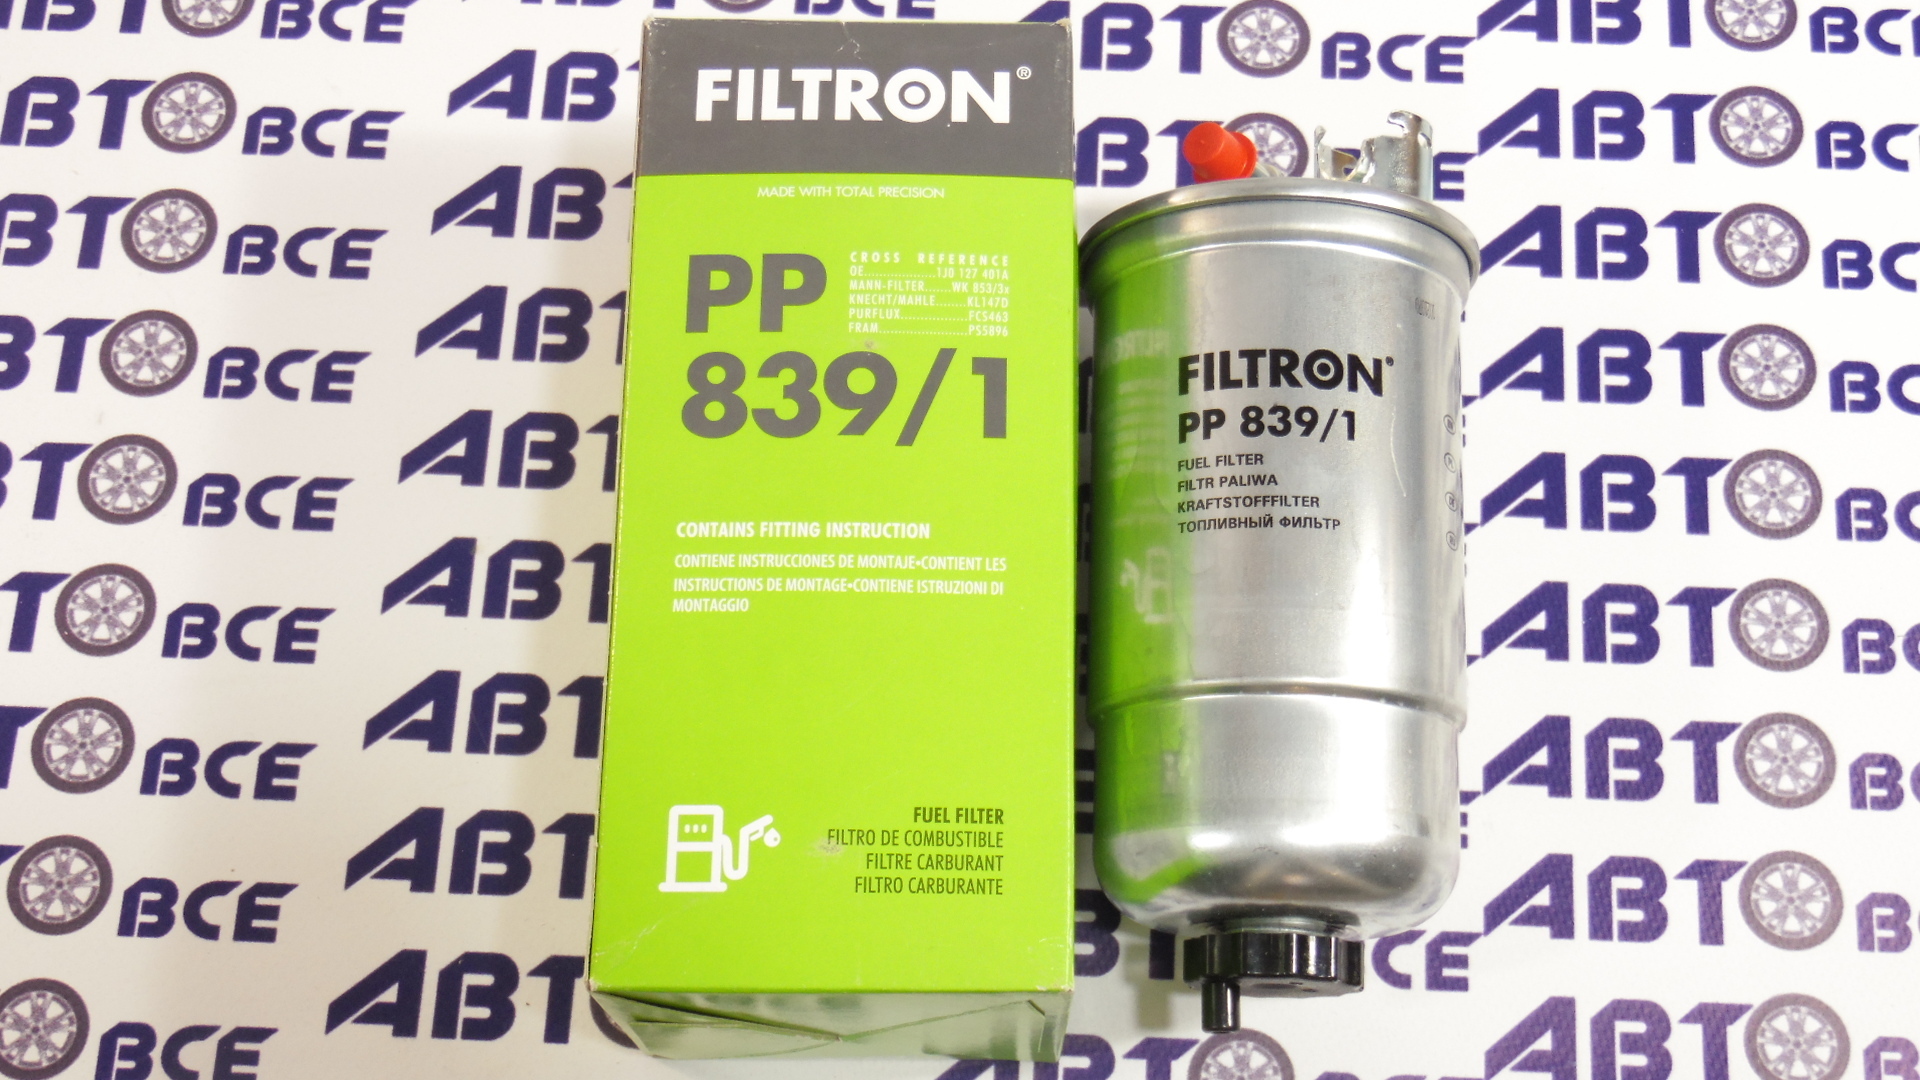 FILTRON®
MADE WITH TOTAL PRECISION
PP
839/1
CROSS REFERENCE
OE.................1J0 127 401A
MANN-FILTER.......WK 853/3x
KNECHT/MAHLE........KL147D
PURFLUX.................FCS463
FRAM......................PS5896
CONTAINS FITTING INSTRUCTION
CONTIENE INSTRUCCIONES DE MONTAJE•CONTIENT LES
INSTRUCTIONS DE MONTAGE•CONTIENE ISTRUZIONI DI
MONTAGGIO
FUEL FILTER
FILTRO DE COMBUSTIBLE
FILTRE CARBURANT
FILTRO CARBURANTE
FILTRON®
PP 839/1
FUEL FILTER
FILTR PALIWA
KRAFTSTOFFFILTER
ТОПЛИВНЫЙ ФИЛЬТР
АВТО ВСЕ